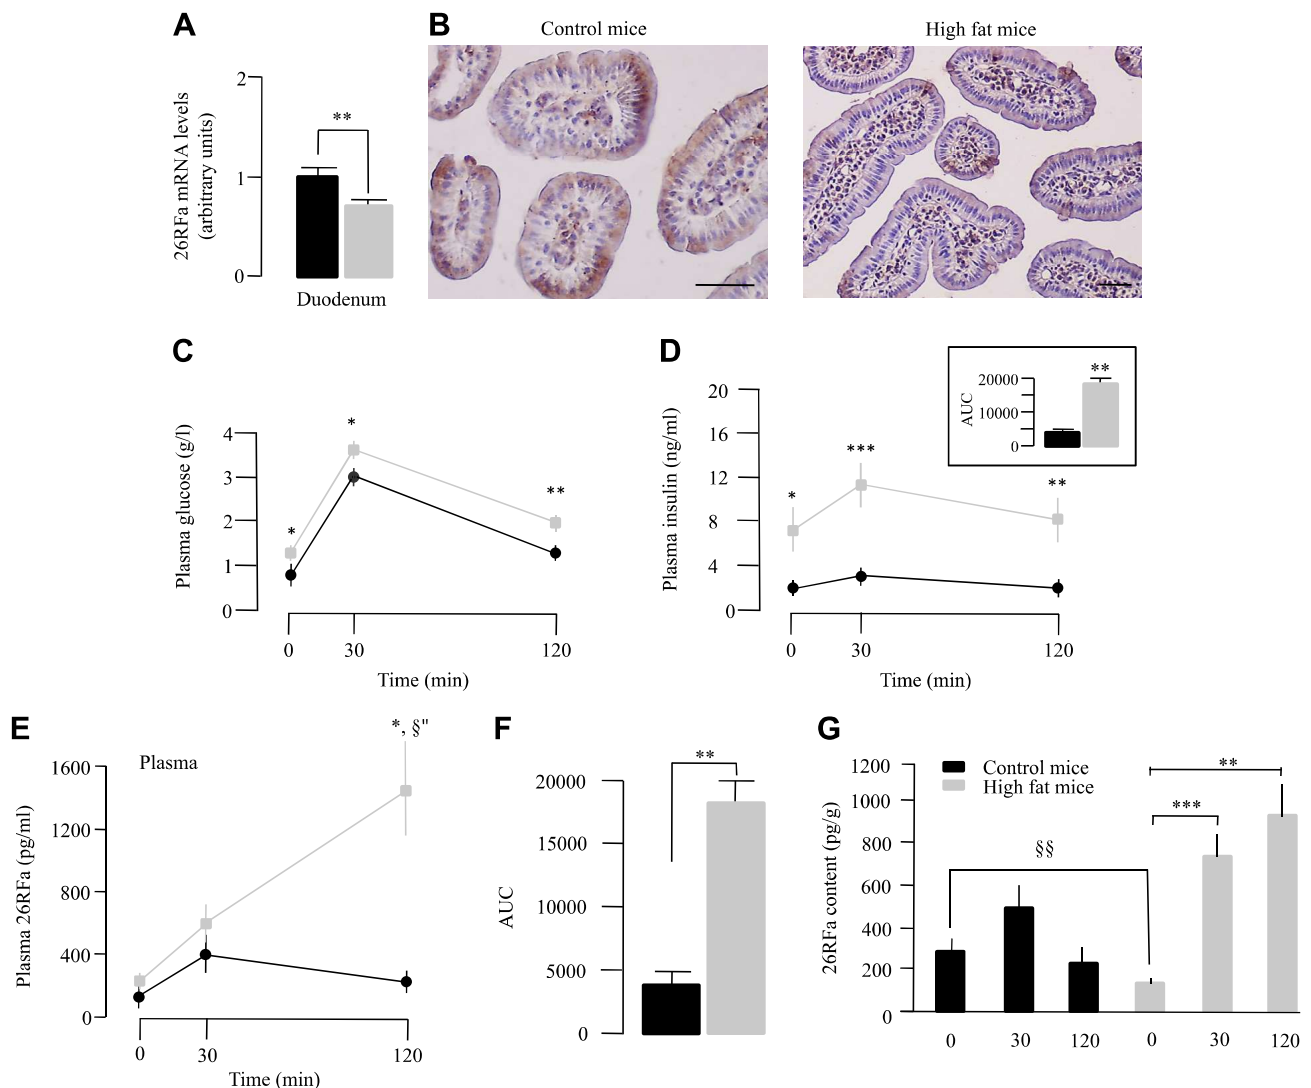 A
2
1
0
26RFa mRNA levels
(arbitrary units)
**
Duodenum
B
Control mice
High fat mice
C
Plasma glucose (g/l)
4
3
2
1
0
*
*
**
0 30 120
Time (min)
D
Plasma insulin (ng/ml)
20
16
12
8
4
0
*
***
**
0 30 120
Time (min)
AUC
20000
10000
0
**
E
Plasma
Plasma 26RFa (pg/ml)
1600
1200
800
400
0
*, §"
0 30 120
Time (min)
F
AUC
20000
15000
10000
5000
0
**
G
26RFa content (pg/g)
1200
1000
800
600
400
200
0
Control mice
High fat mice
§§
***
**
0 30 120 0 30 120